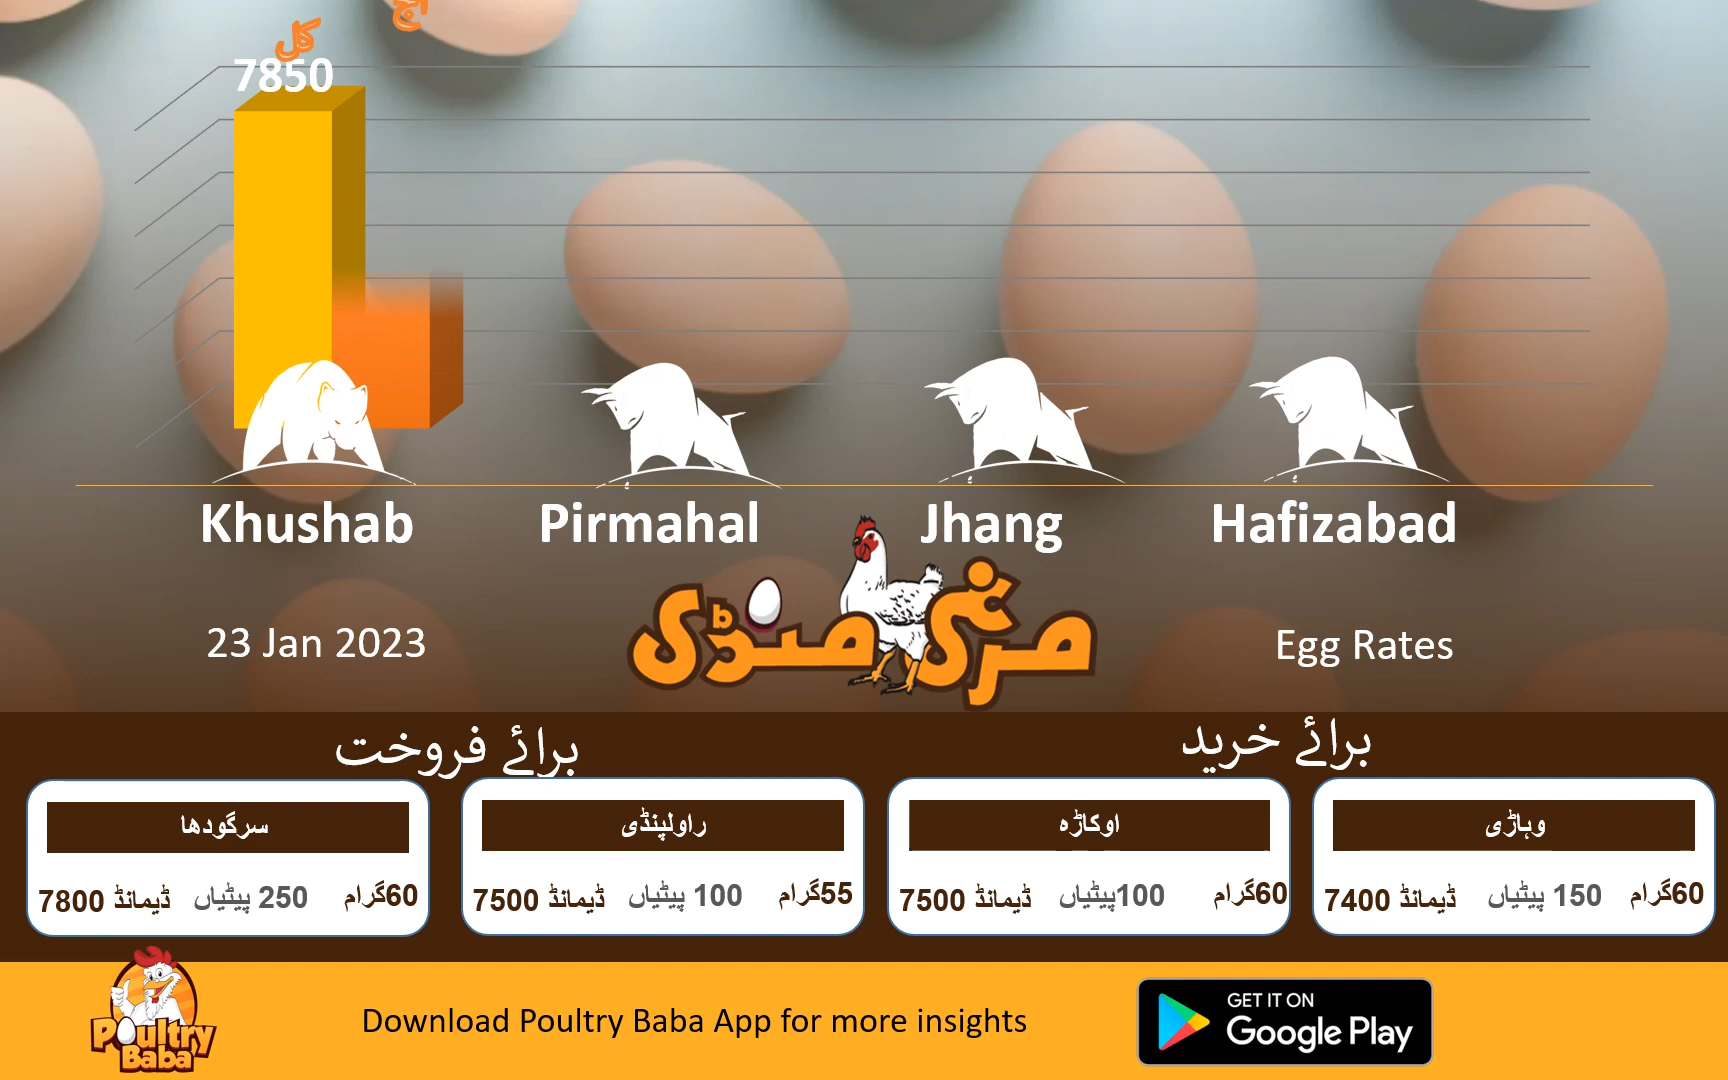 کل
آج
7850
Khushab
Pirmahal
Jhang
Hafizabad
23 Jan 2023
مرغی منڈی
Egg Rates
برائے فروخت
برائے خرید
سرگودھا
60گرام
250 پیٹیاں
ڈیمانڈ 7800
راولپنڈی
55گرام
100 پیٹیاں
ڈیمانڈ 7500
اوکاڑہ
60گرام
100پیٹیاں
ڈیمانڈ 7500
وہاڑی
60گرام
150 پیٹیاں
ڈیمانڈ 7400
Poultry
Baba
Download Poultry Baba App for more insights
GET IT ON
Google Play